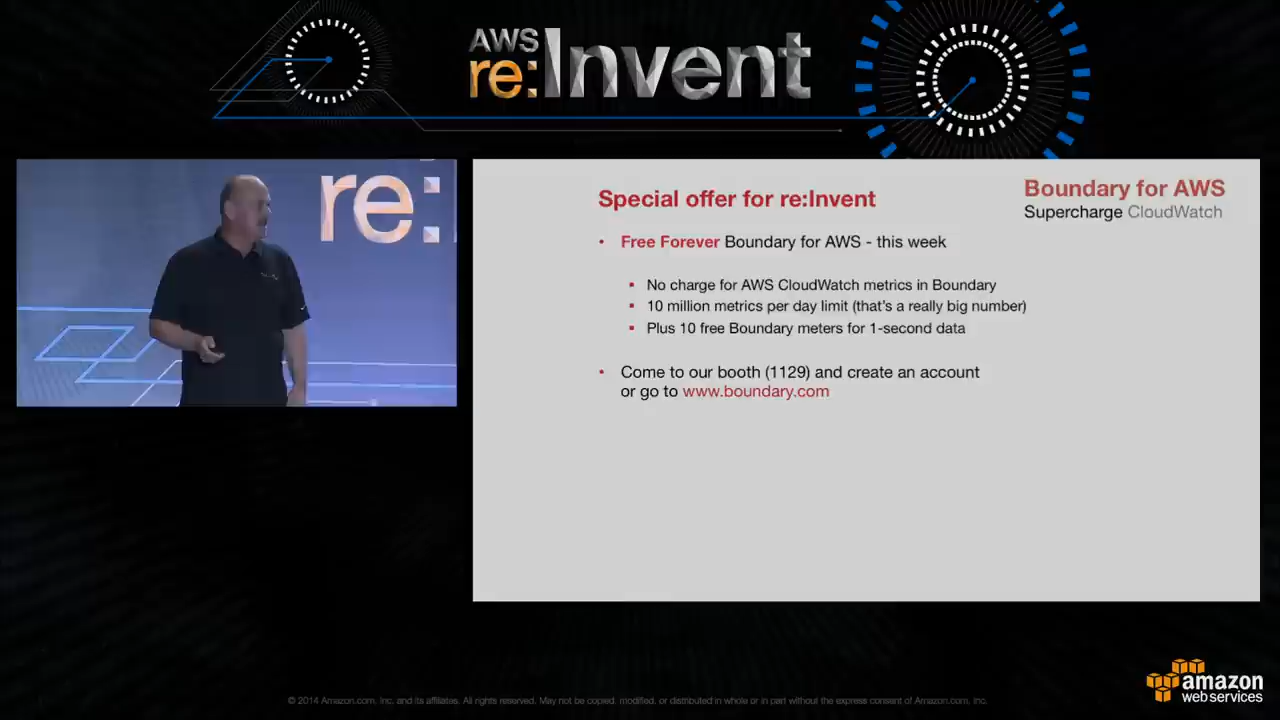 AWS
re:Invent
re:
Special offer for re:Invent
Boundary for AWS
Supercharge CloudWatch
• Free Forever Boundary for AWS - this week
▪ No charge for AWS CloudWatch metrics in Boundary
▪ 10 million metrics per day limit (that's a really big number)
▪ Plus 10 free Boundary meters for 1-second data
• Come to our booth (1129) and create an account
or go to www.boundary.com
amazon
web services
© 2014 Amazon.com, Inc. and its affiliates. All rights reserved. May not be copied, modified, or distributed in whole or in part without the express consent of Amazon.com, Inc.